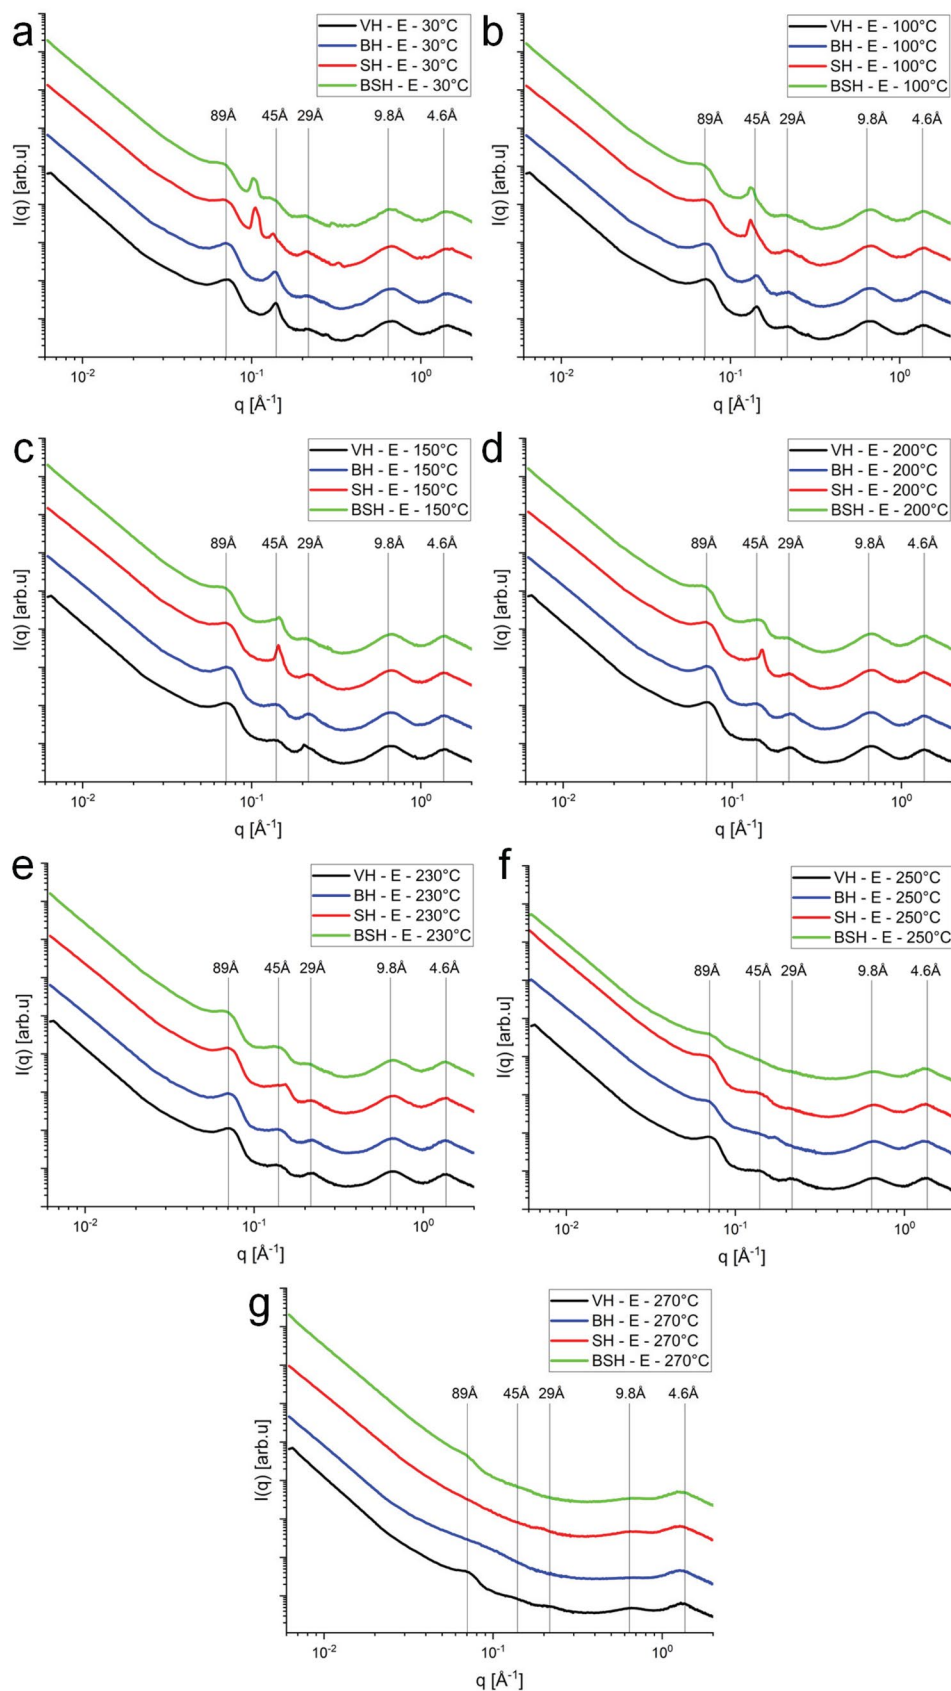 a
VH - E - 30°C
BH - E - 30°C
SH - E - 30°C
BSH - E - 30°C
89Å 45Å 29Å 9.8Å 4.6Å
I(q) [arb.u]
10-2 10-1 100
q [Å-1]
b
VH - E - 100°C
BH - E - 100°C
SH - E - 100°C
BSH - E - 100°C
89Å 45Å 29Å 9.8Å 4.6Å
I(q) [arb.u]
10-2 10-1 100
q [Å-1]
c
VH - E - 150°C
BH - E - 150°C
SH - E - 150°C
BSH - E - 150°C
89Å 45Å 29Å 9.8Å 4.6Å
I(q) [arb.u]
10-2 10-1 100
q [Å-1]
d
VH - E - 200°C
BH - E - 200°C
SH - E - 200°C
BSH - E - 200°C
89Å 45Å 29Å 9.8Å 4.6Å
I(q) [arb.u]
10-2 10-1 100
q [Å-1]
e
VH - E - 230°C
BH - E - 230°C
SH - E - 230°C
BSH - E - 230°C
89Å 45Å 29Å 9.8Å 4.6Å
I(q) [arb.u]
10-2 10-1 100
q [Å-1]
f
VH - E - 250°C
BH - E - 250°C
SH - E - 250°C
BSH - E - 250°C
89Å 45Å 29Å 9.8Å 4.6Å
I(q) [arb.u]
10-2 10-1 100
q [Å-1]
g
VH - E - 270°C
BH - E - 270°C
SH - E - 270°C
BSH - E - 270°C
89Å 45Å 29Å 9.8Å 4.6Å
I(q) [arb.u]
10-2 10-1 100
q [Å-1]